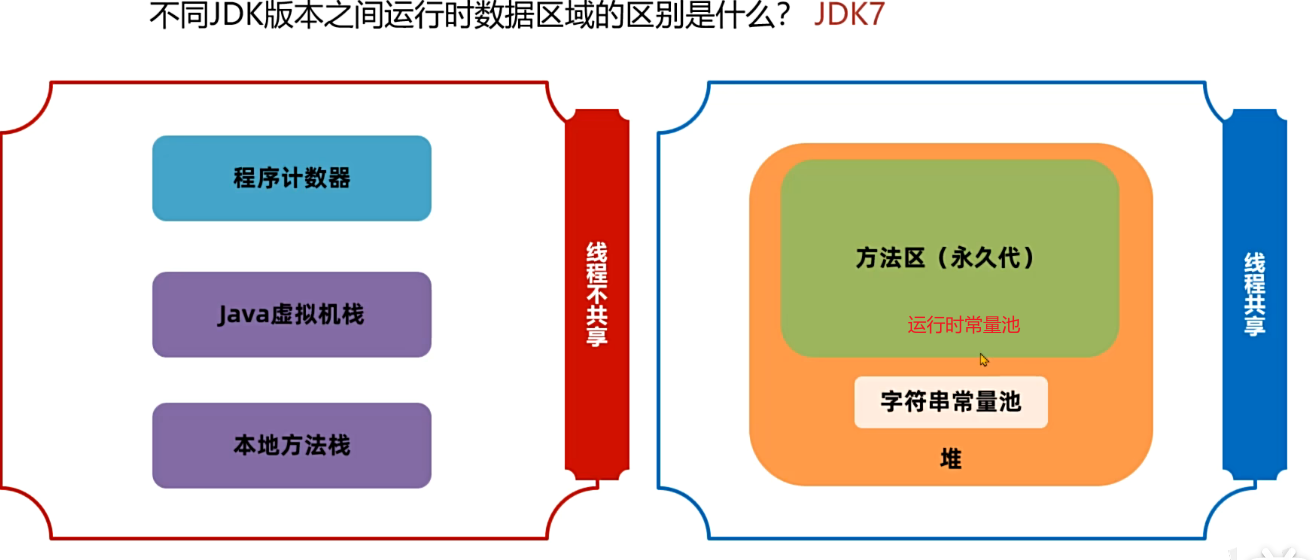 不同JDK版本之间运行时数据区域的区别是什么? JDK7
程序计数器
Java虚拟机栈
本地方法栈
线程不共享
方法区（永久代）
运行时常量池
字符串常量池
堆
线程共享